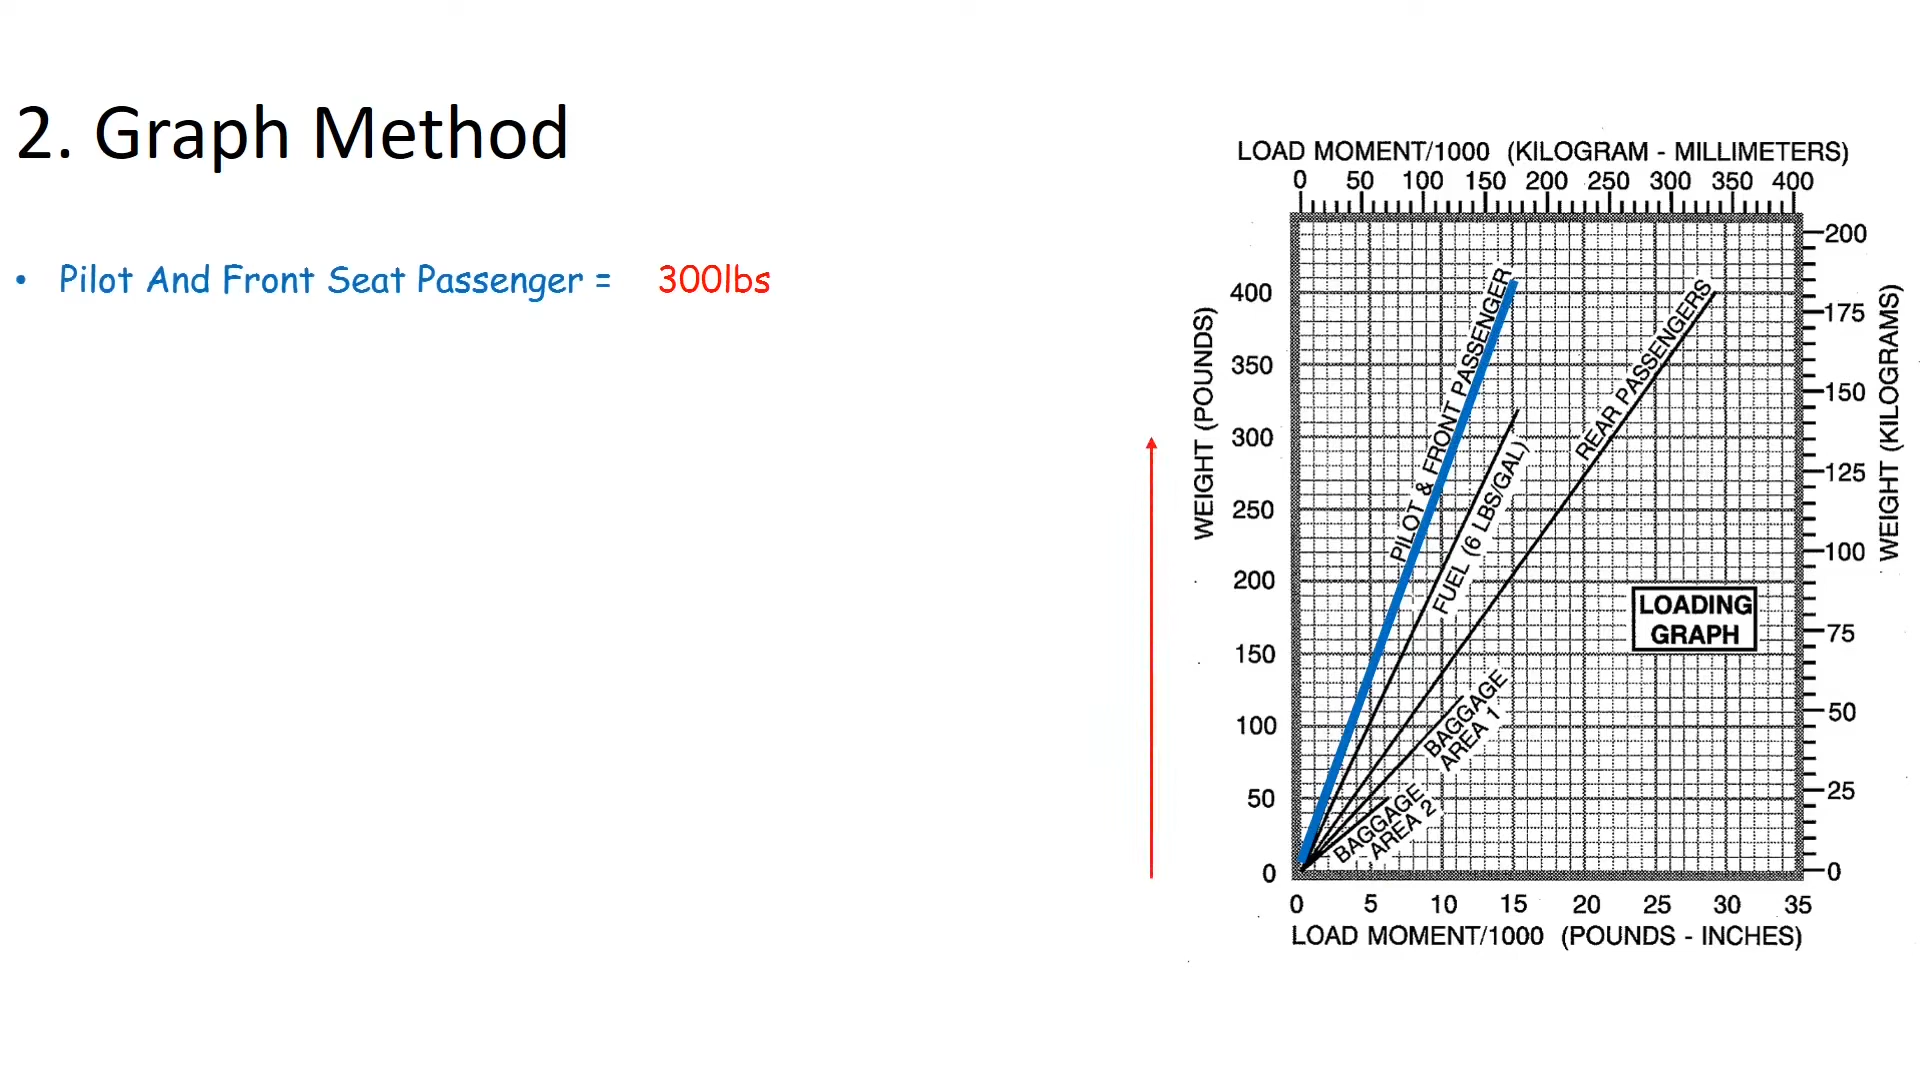 2. Graph Method
• Pilot And Front Seat Passenger = 300lbs
LOAD MOMENT/1000 (KILOGRAM - MILLIMETERS)
0 50 100 150 200 250 300 350 400
WEIGHT (POUNDS)
400
350
300
250
200
150
100
50
0
PILOT & FRONT PASSENGER
FUEL (6 LBS/GAL)
REAR PASSENGERS
BAGGAGE
AREA 1
BAGGAGE
AREA 2
LOADING
GRAPH
200
175
150
125
100
75
50
25
0
WEIGHT (KILOGRAMS)
0 5 10 15 20 25 30 35
LOAD MOMENT/1000 (POUNDS - INCHES)